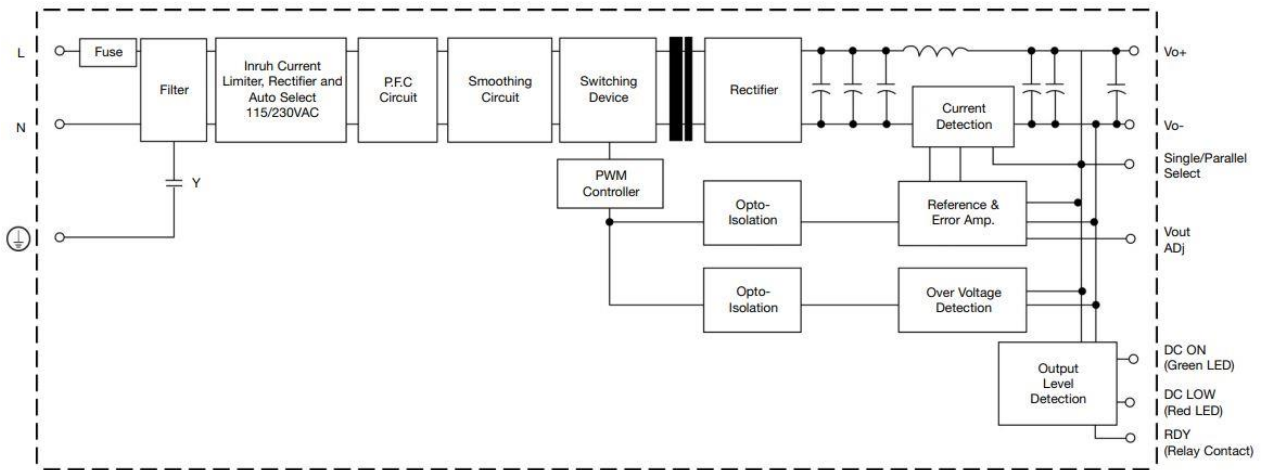 L
Fuse
Filter
Inruh Current
Limiter, Rectifier and
Auto Select
115/230VAC
P.F.C
Circuit
Smoothing
Circuit
Switching
Device
Rectifier
Current
Detection
Vo+
N
Vo-
Single/Parallel
Select
Y
PWM
Controller
Opto-
Isolation
Reference &
Error Amp.
Vout
ADj
Opto-
Isolation
Over Voltage
Detection
Output
Level
Detection
DC ON
(Green LED)
DC LOW
(Red LED)
RDY
(Relay Contact)